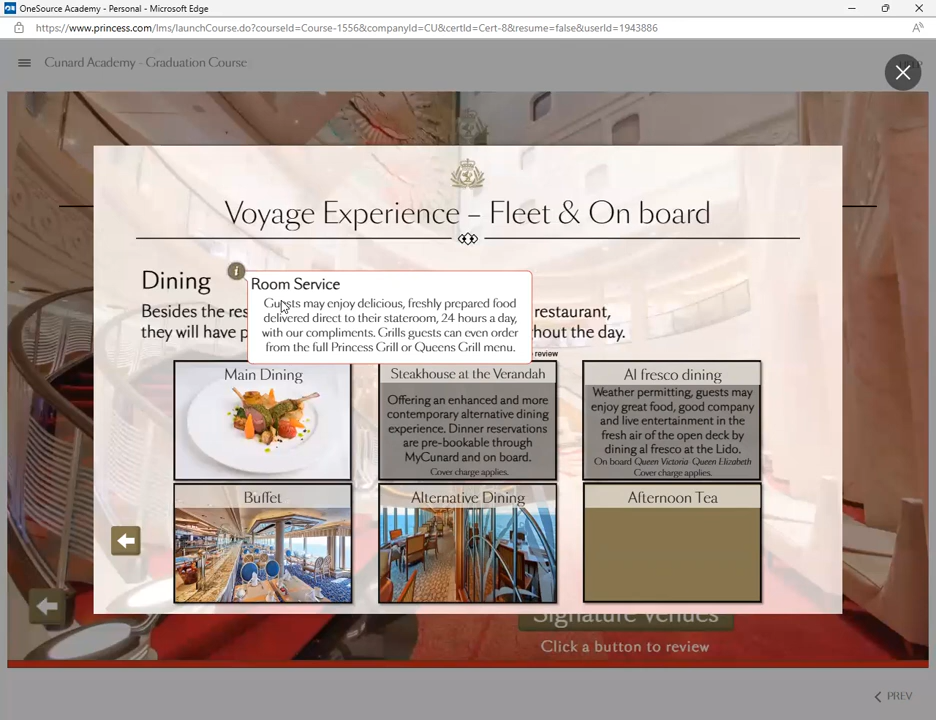 OneSource Academy - Personal - Microsoft Edge
https://www.princess.com/lms/launchCourse.do?courseId=Course-1556&companyId=CU&certId=Cert-8&resume=false&userId=1943886
Cunard Academy - Graduation Course
Voyage Experience – Fleet & On board
Dining
i
Room Service
Guests may enjoy delicious, freshly prepared food
delivered direct to their stateroom, 24 hours a day,
with our compliments. Grills guests can even order
from the full Princess Grill or Queens Grill menu.
Besides the res restaurant,
they will have p hout the day.
review
Main Dining
Steakhouse at the Verandah
Offering an enhanced and more
contemporary alternative dining
experience. Dinner reservations
are pre-bookable through
MyCunard and on board.
Cover charge applies.
Al fresco dining
Weather permitting, guests may
enjoy great food, good company
and live entertainment in the
fresh air of the open deck by
dining al fresco at the Lido.
On board Queen Victoria Queen Elizabeth
Cover charge applies.
Buffet
Alternative Dining
Afternoon Tea
Signature Venues
Click a button to review
PREV